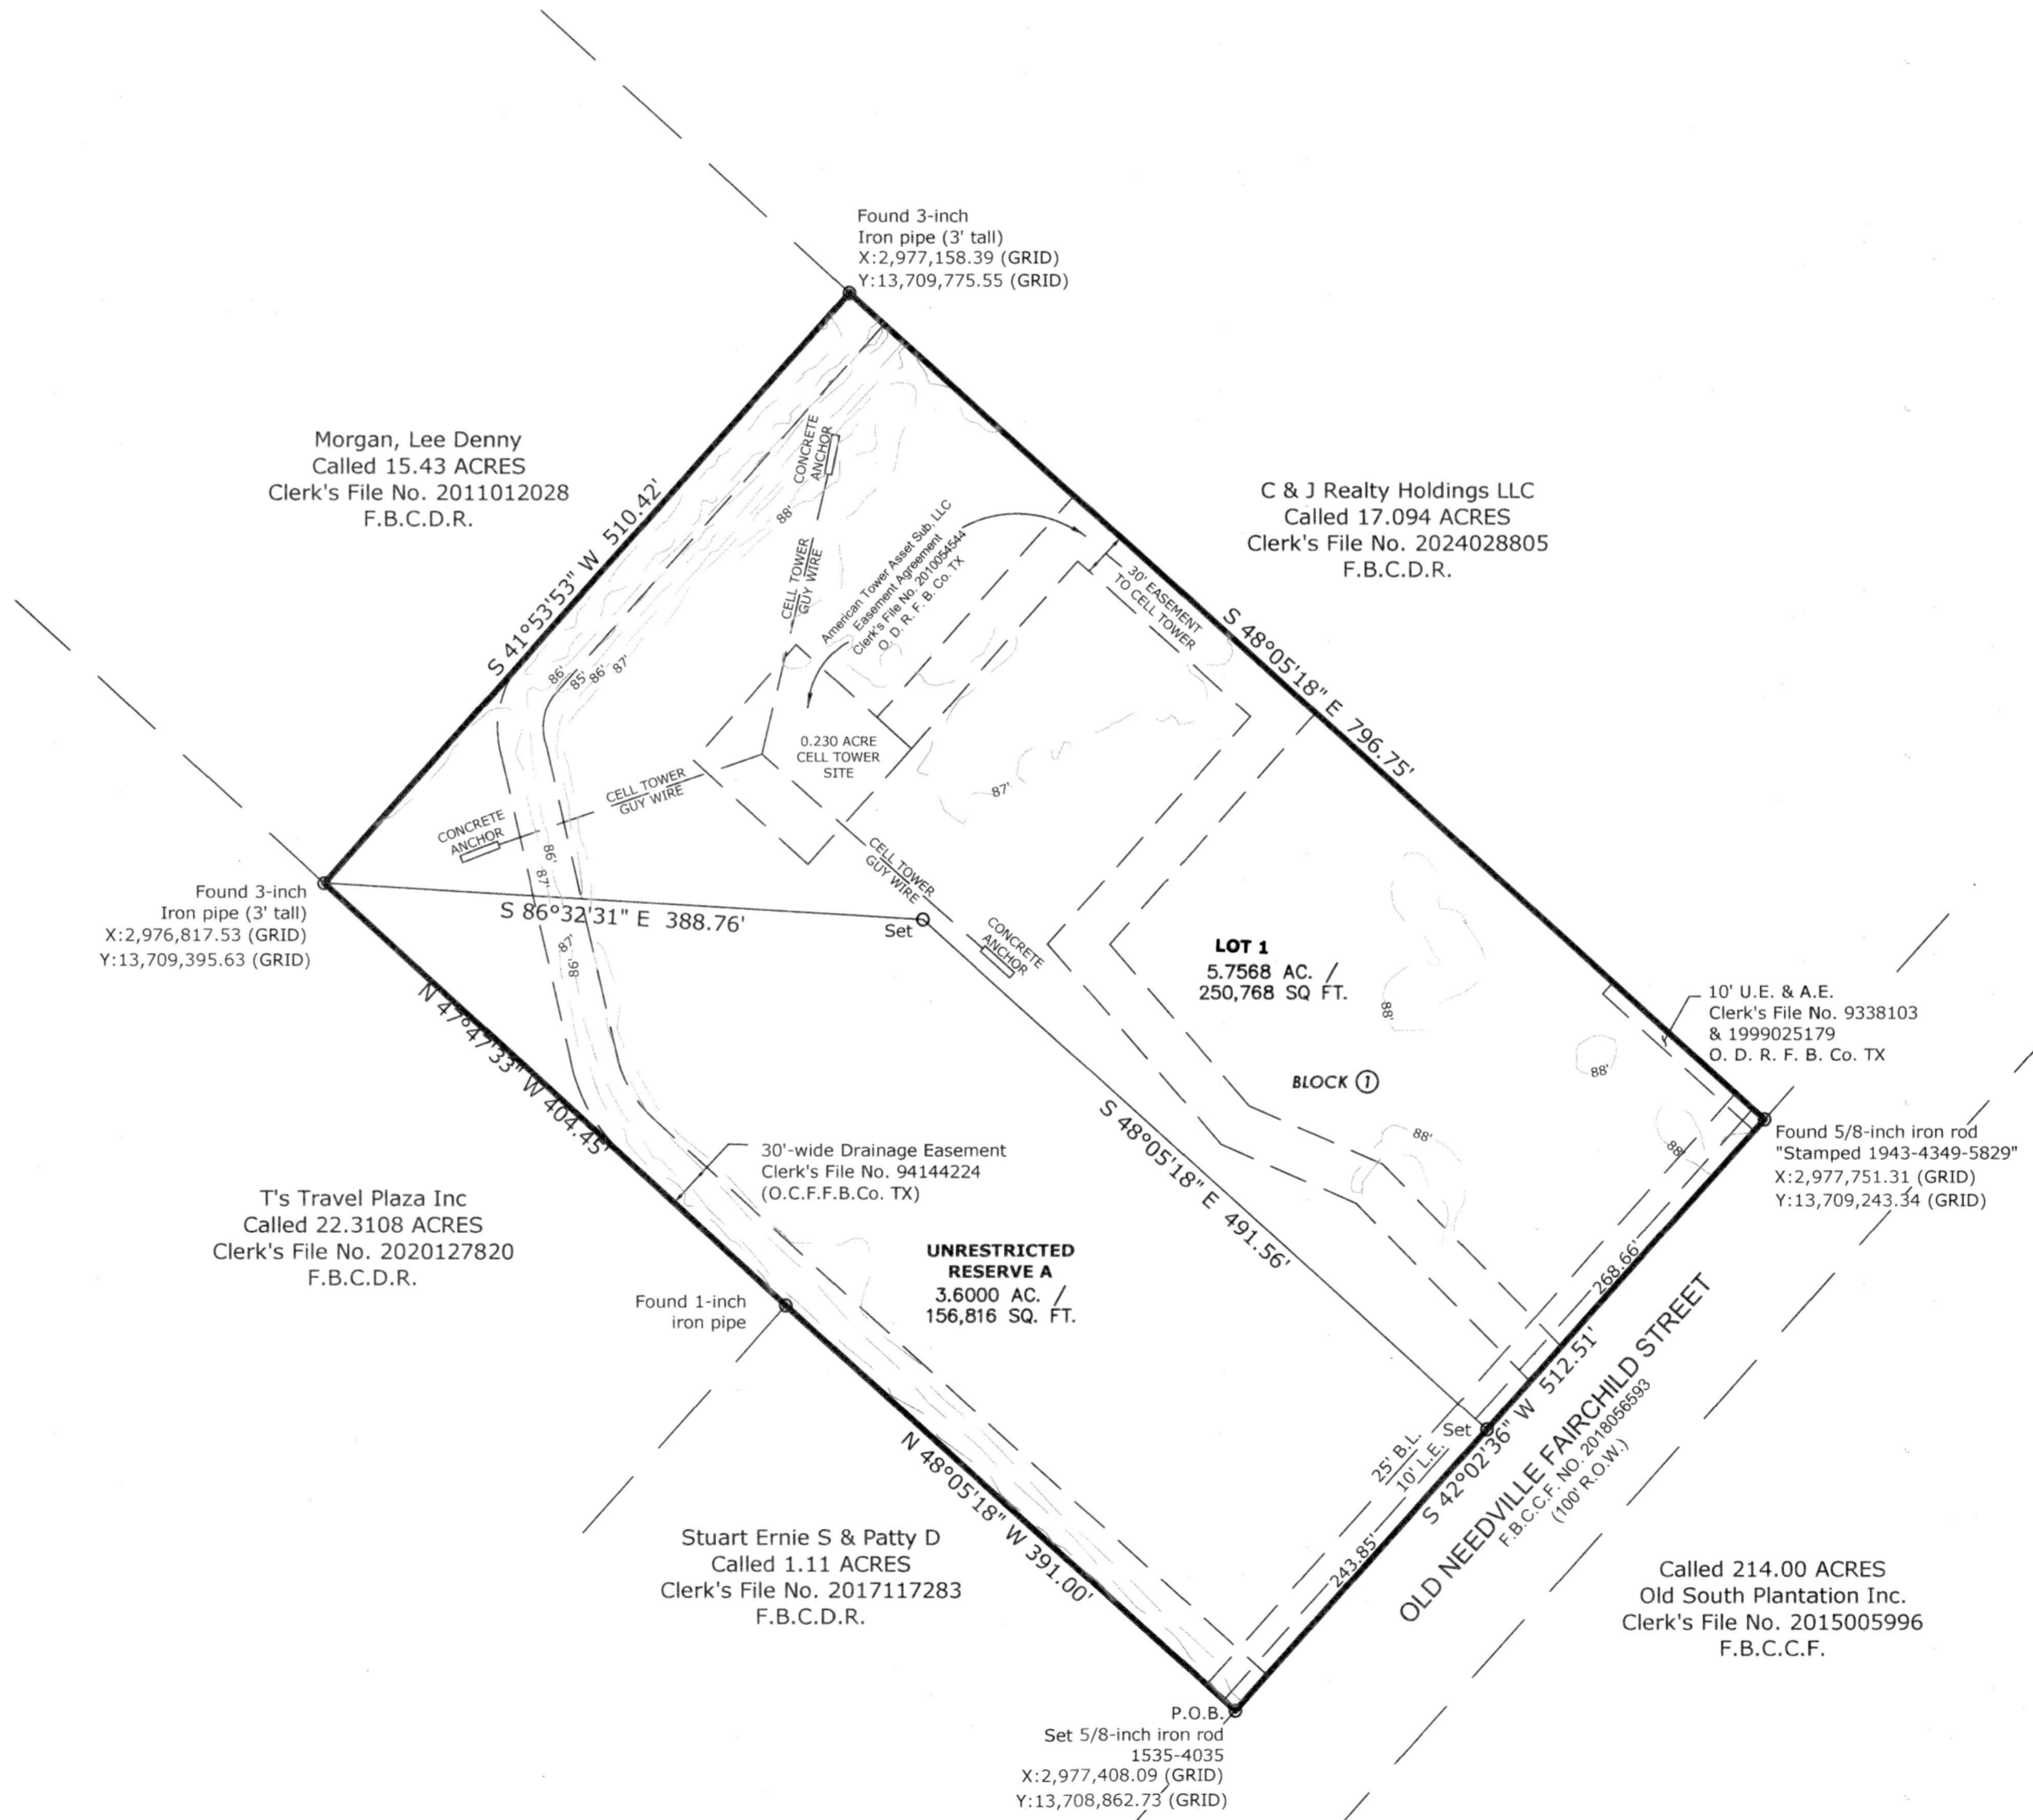 Found 3-inch
Iron pipe (3' tall)
X:2,977,158.39 (GRID)
Y:13,709,775.55 (GRID)
Morgan, Lee Denny
Called 15.43 ACRES
Clerk's File No. 2011012028
F.B.C.D.R.
S 41°53'53" W 510.42'
CONCRETE
ANCHOR
88'
CELL TOWER
GUY WIRE
American Tower Asset Sub, LLC
Easement Agreement
Clerk's File No. 2010054544
O. D. R. F. B. Co. TX
30' EASEMENT
TO CELL TOWER
C & J Realty Holdings LLC
Called 17.094 ACRES
Clerk's File No. 2024028805
F.B.C.D.R.
S 48°05'18" E 796.75'
86'
85'
86'
87'
0.230 ACRE
CELL TOWER
SITE
CELL TOWER
GUY WIRE
87'
CONCRETE
ANCHOR
86'
87'
CELL TOWER
GUY WIRE
Found 3-inch
Iron pipe (3' tall)
X:2,976,817.53 (GRID)
Y:13,709,395.63 (GRID)
S 86°32'31" E 388.76'
Set
87'
86'
CONCRETE
ANCHOR
LOT 1
5.7568 AC. /
250,768 SQ FT.
88'
10' U.E. & A.E.
Clerk's File No. 9338103
& 1999025179
O. D. R. F. B. Co. TX
88'
BLOCK 1
N 47°47'33" W 404.45'
S 48°05'18" E 491.56'
88'
88'
Found 5/8-inch iron rod
"Stamped 1943-4349-5829"
X:2,977,751.31 (GRID)
Y:13,709,243.34 (GRID)
30'-wide Drainage Easement
Clerk's File No. 94144224
(O.C.F.F.B.Co. TX)
T's Travel Plaza Inc
Called 22.3108 ACRES
Clerk's File No. 2020127820
F.B.C.D.R.
UNRESTRICTED
RESERVE A
3.6000 AC. /
156,816 SQ. FT.
268.66'
Found 1-inch
iron pipe
Set
S 42°02'36" W 512.51'
25' B.L.
10' L.E.
243.85'
OLD NEEDVILLE FAIRCHILD STREET
F.B.C.C.F. NO. 2018056593
(100' R.O.W.)
N 48°05'18" W 391.00'
Stuart Ernie S & Patty D
Called 1.11 ACRES
Clerk's File No. 2017117283
F.B.C.D.R.
Called 214.00 ACRES
Old South Plantation Inc.
Clerk's File No. 2015005996
F.B.C.C.F.
P.O.B.
Set 5/8-inch iron rod
1535-4035
X:2,977,408.09 (GRID)
Y:13,708,862.73 (GRID)